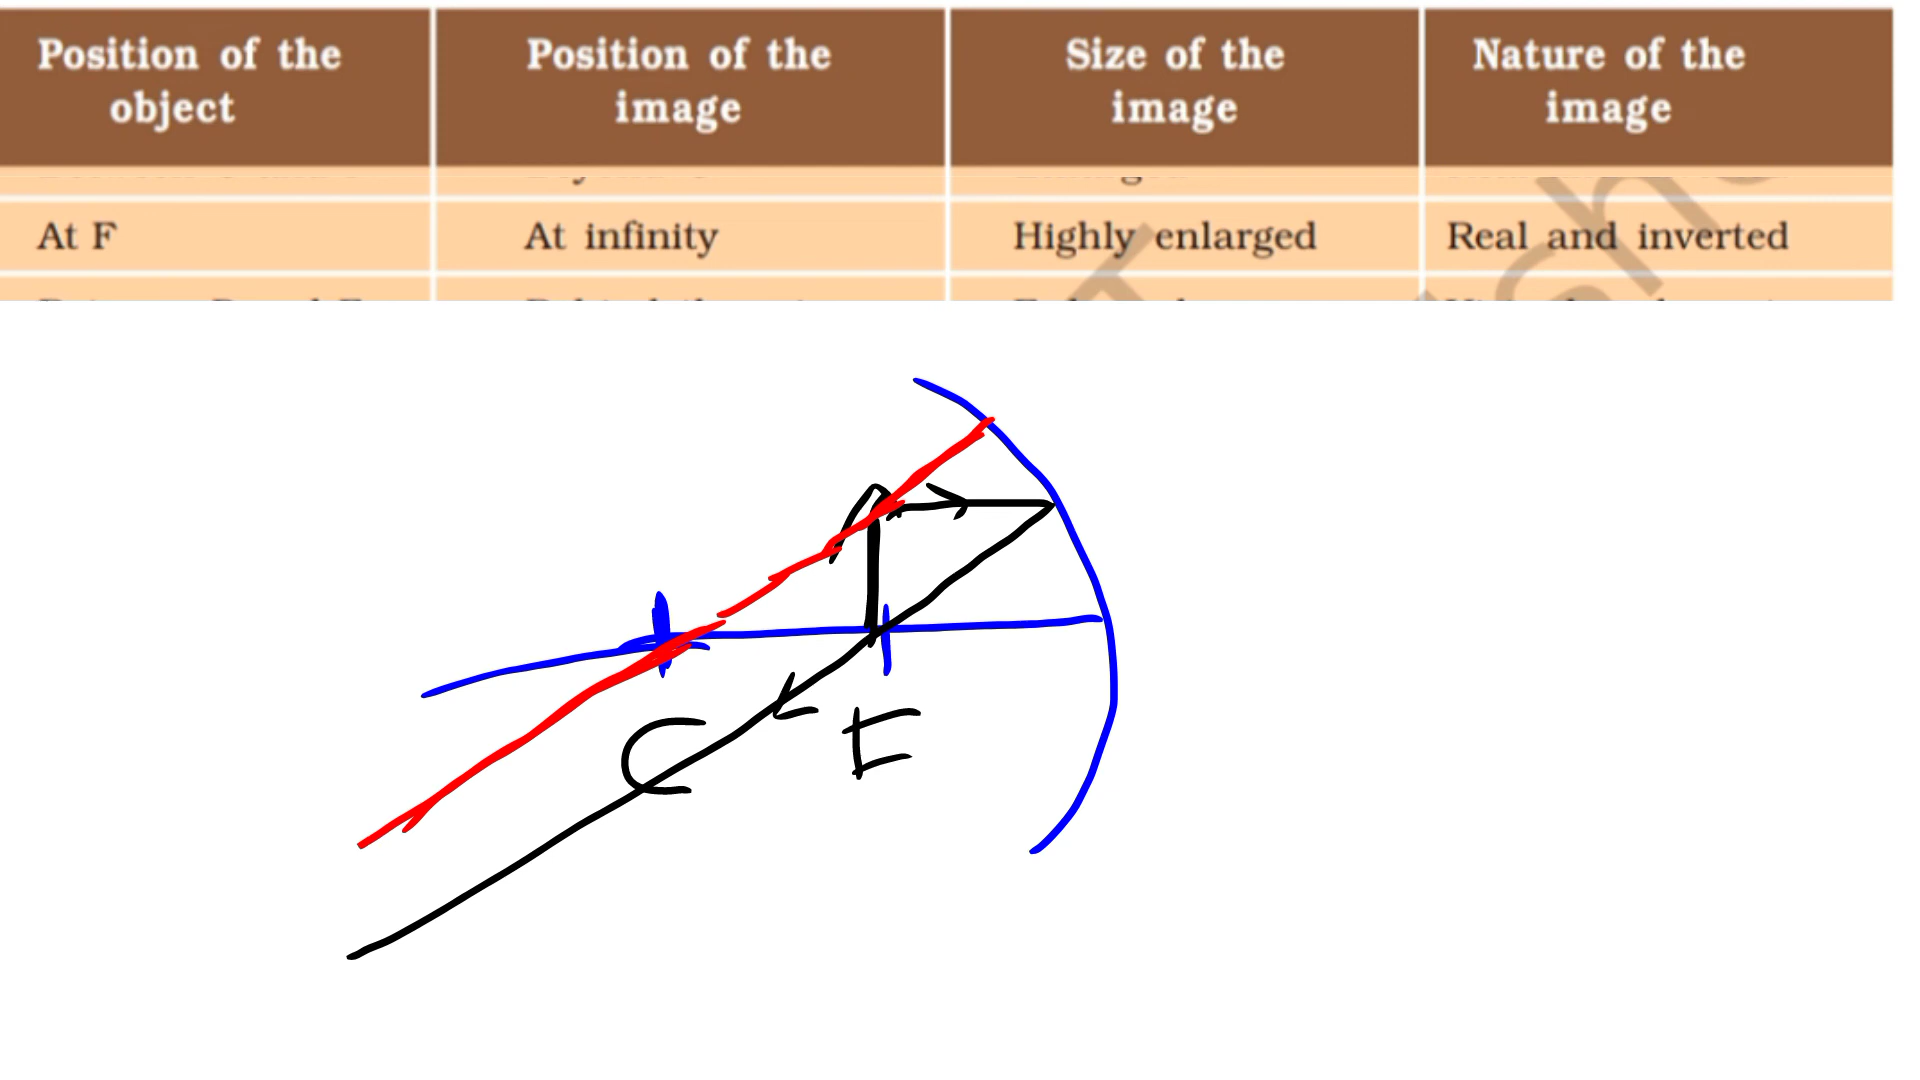 Position of the object
Position of the image
Size of the image
Nature of the image
At F
At infinity
Highly enlarged
Real and inverted
C
F